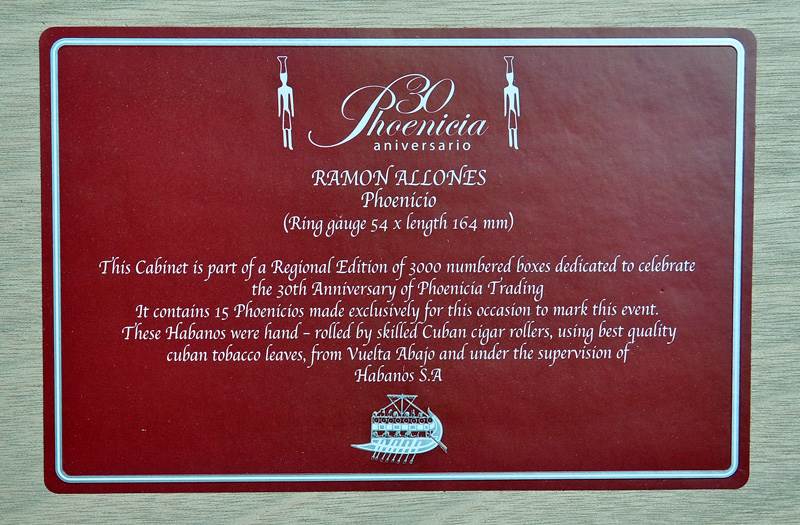 30
Phoenicia
aniversario
RAMON ALLONES
Phoenicio
(Ring gauge 54 x length 164 mm)
This Cabinet is part of a Regional Edition of 3000 numbered boxes dedicated to celebrate
the 30th Anniversary of Phoenicia Trading
It contains 15 Phoenicios made exclusively for this occasion to mark this event.
These Habanos were hand - rolled by skilled Cuban cigar rollers, using best quality
cuban tobacco leaves, from Vuelta Abajo and under the supervision of
Habanos S.A